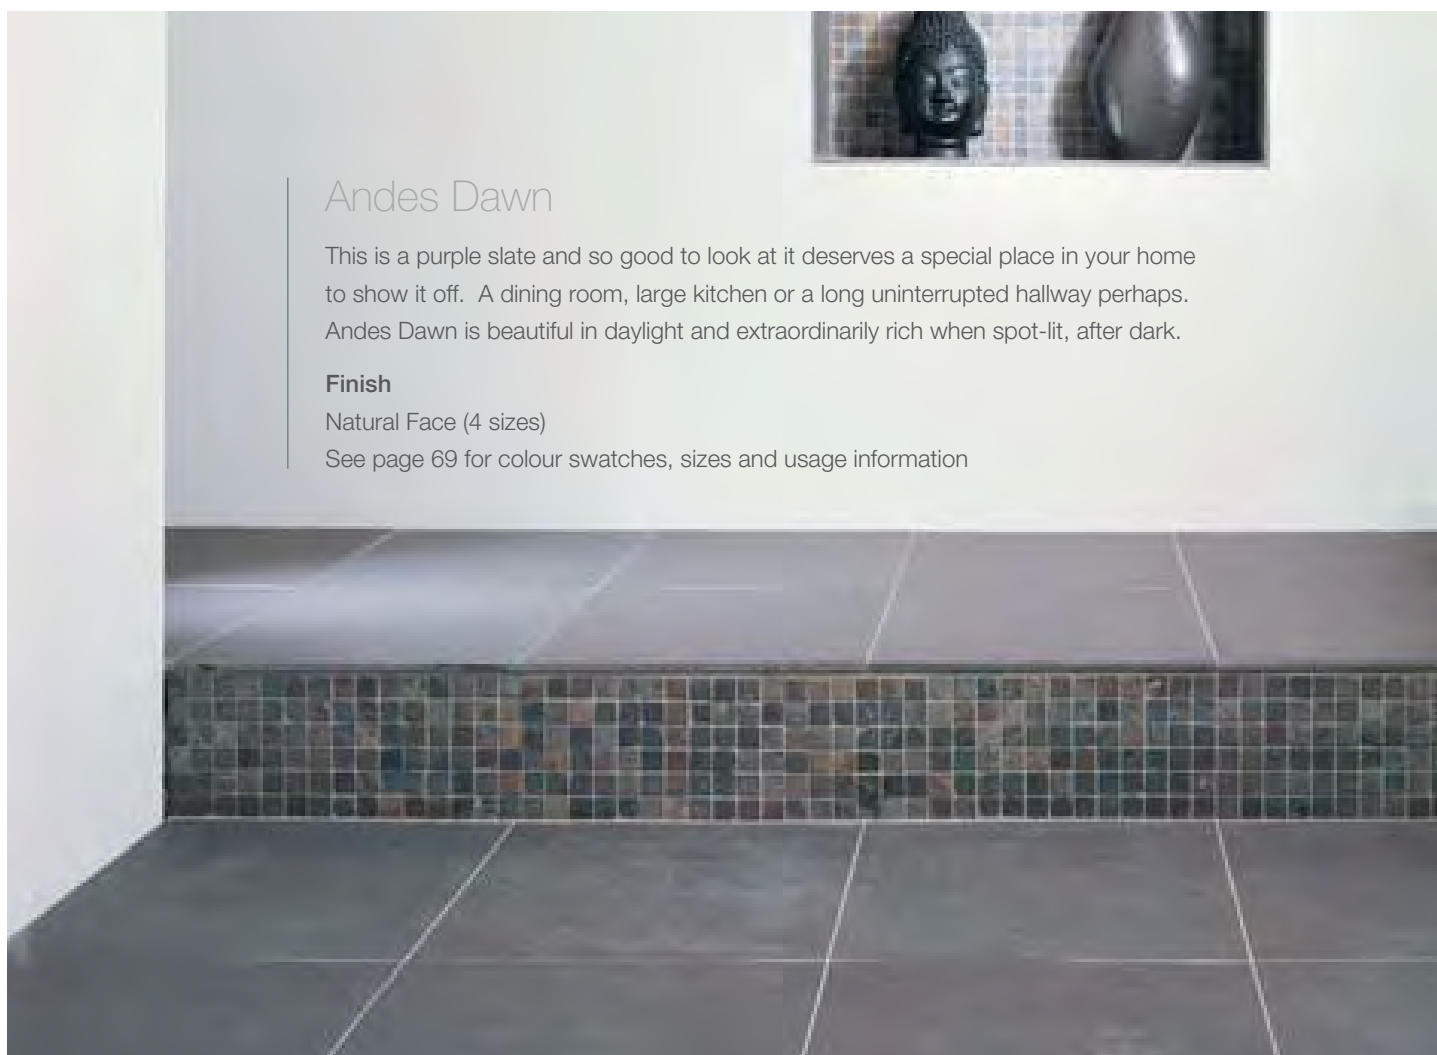 Andes Dawn
This is a purple slate and so good to look at it deserves a special place in your home
to show it off.  A dining room, large kitchen or a long uninterrupted hallway perhaps.
Andes Dawn is beautiful in daylight and extraordinarily rich when spot-lit, after dark.
Finish
Natural Face (4 sizes)
See page 69 for colour swatches, sizes and usage information